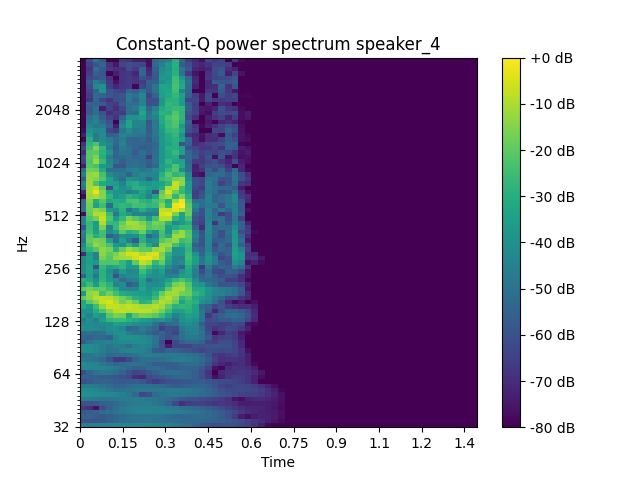 Constant-Q power spectrum speaker_4
+0 dB
-10 dB
-20 dB
-30 dB
-40 dB
-50 dB
-60 dB
-70 dB
-80 dB
2048
1024
512
256
128
64
32
Hz
0 0.15 0.3 0.45 0.6 0.75 0.9 1.1 1.2 1.4
Time